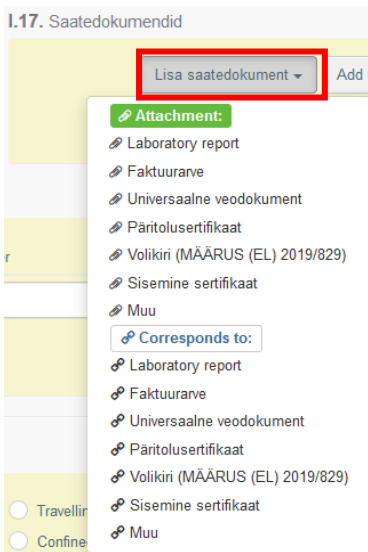 I.17. Saatedokumendid
Lisa saatedokument
Add
Attachment:
Laboratory report
Faktuurarve
Universaalne veodokument
Päritolusertifikaat
Volikiri (MÄÄRUS (EL) 2019/829)
Sisemine sertifikaat
Muu
Corresponds to:
Laboratory report
Faktuurarve
Universaalne veodokument
Päritolusertifikaat
Volikiri (MÄÄRUS (EL) 2019/829)
Sisemine sertifikaat
Muu
Travellin
Confine